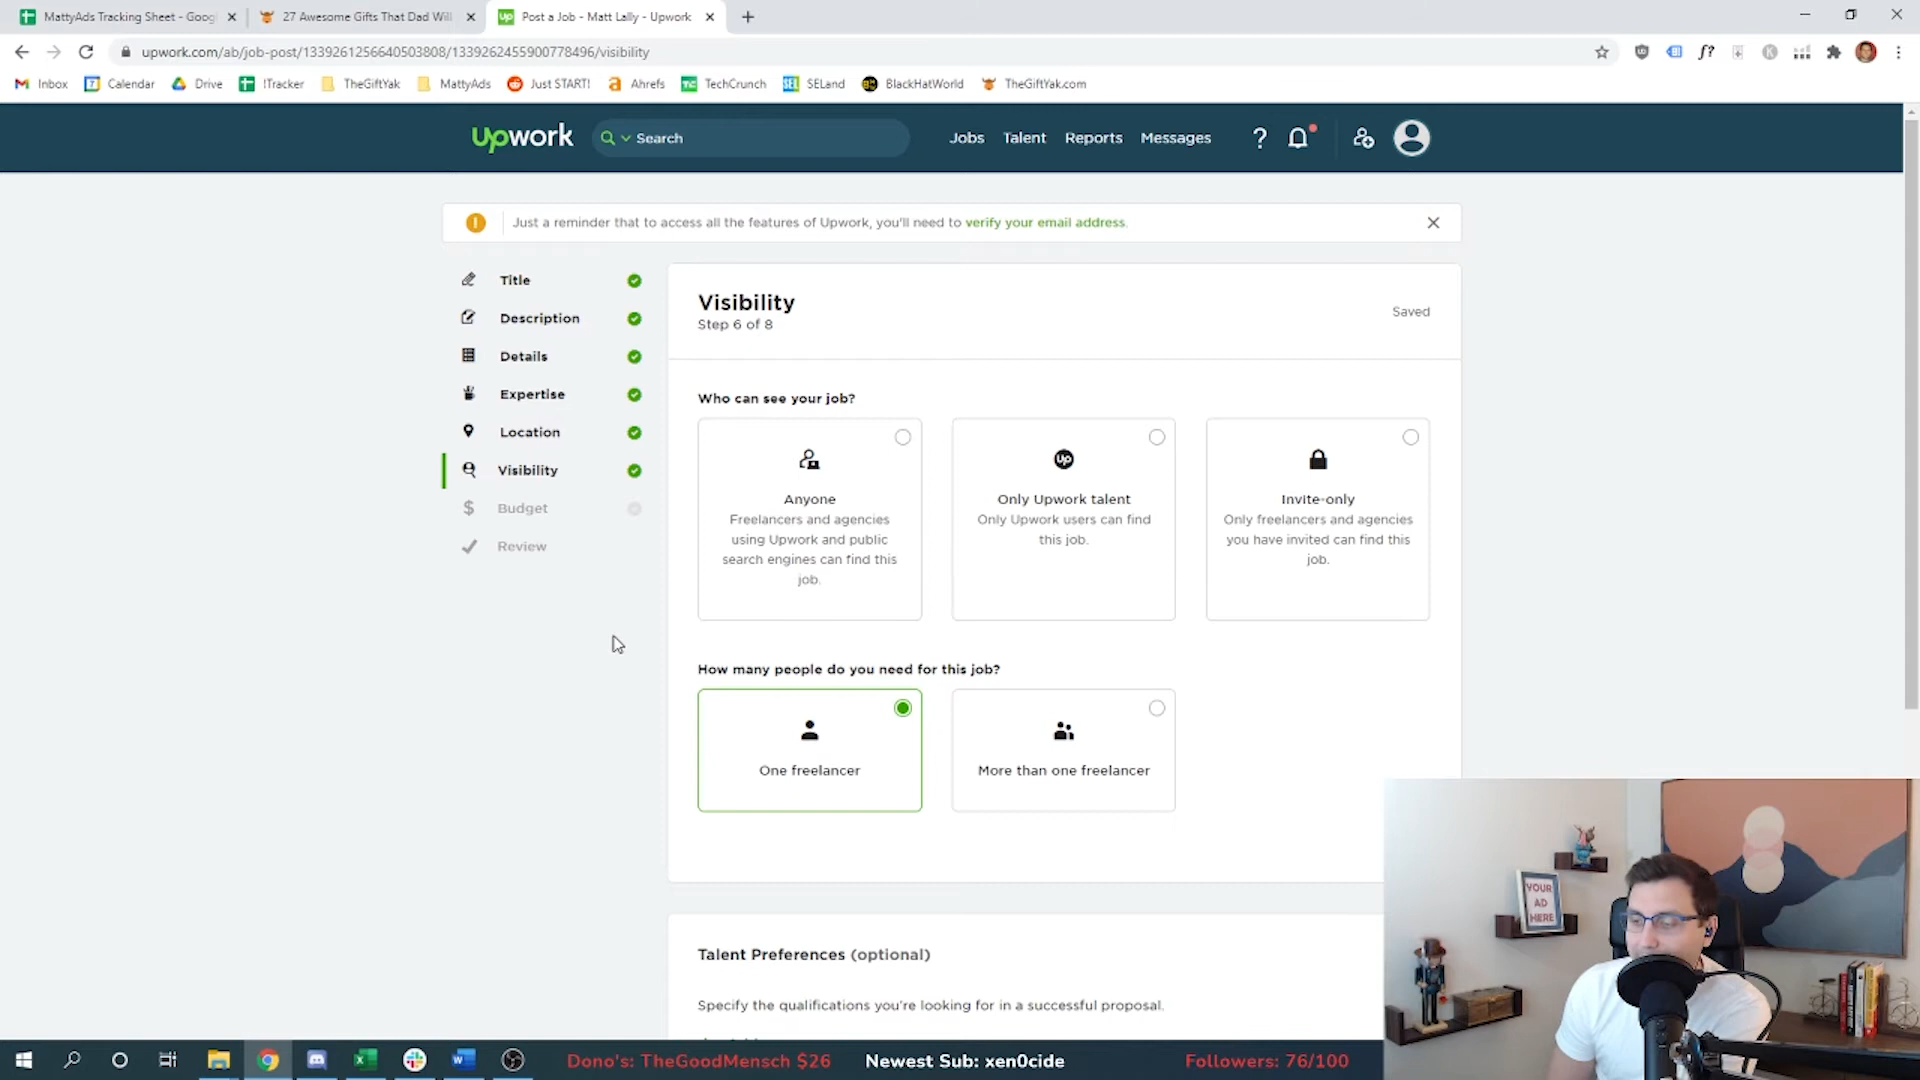 MattyAds Tracking Sheet - Goog
27 Awesome Gifts That Dad Will
Post a Job - Matt Lally - Upwork
upwork.com/ab/job-post/1339261256640503808/1339262455900778496/visibility
Inbox
Calendar
Drive
!Tracker
TheGiftYak
MattyAds
Just START!
Ahrefs
TechCrunch
SELand
BlackHatWorld
TheGiftYak.com
Upwork
Search
Jobs
Talent
Reports
Messages
Just a reminder that to access all the features of Upwork, you'll need to verify your email address.
Title
Description
Details
Expertise
Location
Visibility
Budget
Review
Visibility
Step 6 of 8
Saved
Who can see your job?
Anyone
Freelancers and agencies
using Upwork and public
search engines can find this
job.
Only Upwork talent
Only Upwork users can find
this job.
Invite-only
Only freelancers and agencies
you have invited can find this
job.
How many people do you need for this job?
One freelancer
More than one freelancer
Talent Preferences (optional)
Specify the qualifications you're looking for in a successful proposal.
YOUR
AD
HERE
Dono's: TheGoodMensch $26
Newest Sub: xen0cide
Followers: 76/100